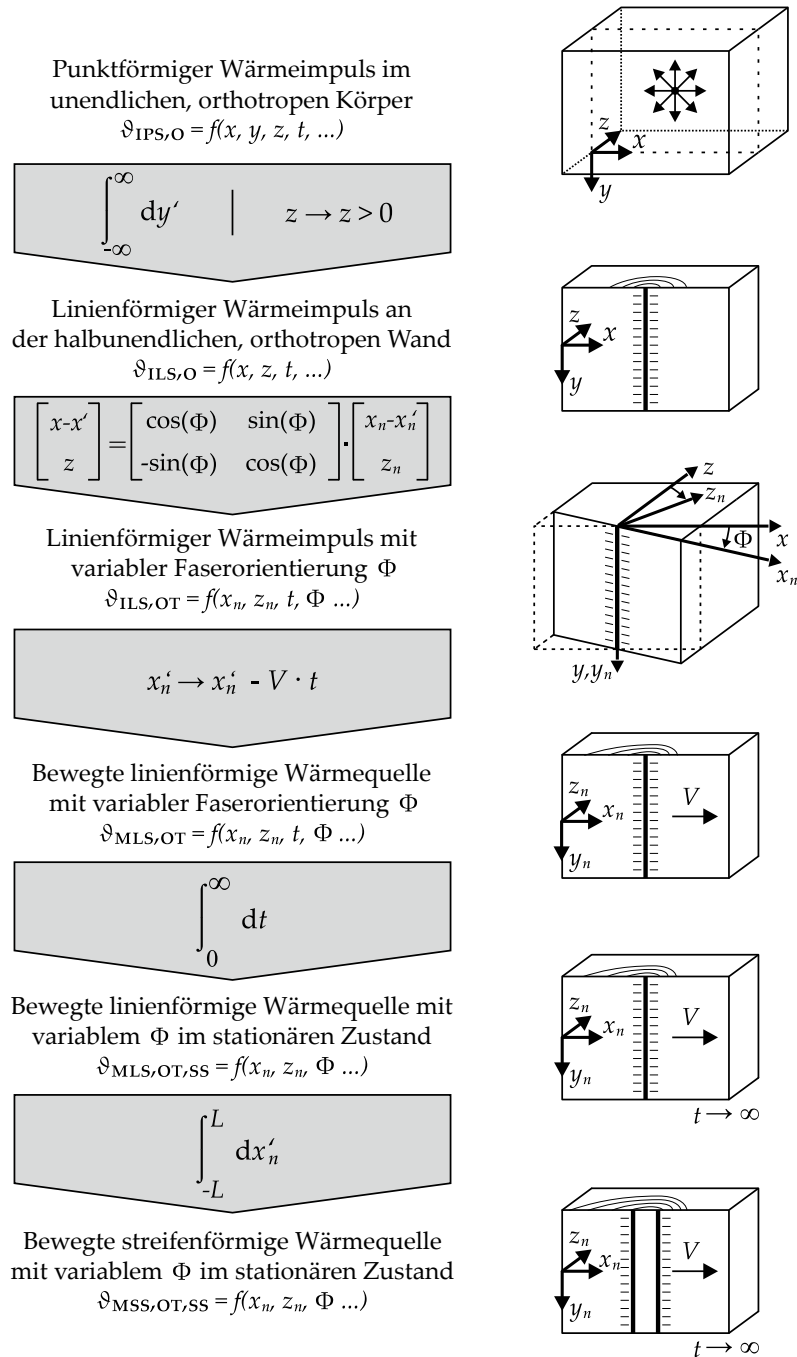 Punktförmiger Wärmeimpuls im
unendlichen, orthotropen Körper
ϑIPS,O = f(x, y, z, t, ...)
z
x
y
∫-∞∞ dy‘ | z → z > 0
Linienförmiger Wärmeimpuls an
der halbunendlichen, orthotropen Wand
ϑILS,O = f(x, z, t, ...)
z
x
y
[x-x‘ z] = [cos(Φ) sin(Φ) -sin(Φ) cos(Φ)] · [xn-xn‘ zn]
Linienförmiger Wärmeimpuls mit
variabler Faserorientierung Φ
ϑILS,OT = f(xn, zn, t, Φ ...)
z
zn
x
Φ
xn
y,yn
xn‘ → xn‘ - V · t
Bewegte linienförmige Wärmequelle
mit variabler Faserorientierung Φ
ϑMLS,OT = f(xn, zn, t, Φ ...)
zn
xn
V
yn
∫0∞ dt
Bewegte linienförmige Wärmequelle mit
variablem Φ im stationären Zustand
ϑMLS,OT,SS = f(xn, zn, Φ ...)
zn
xn
V
yn
t → ∞
∫-LL dxn‘
Bewegte streifenförmige Wärmequelle
mit variablem Φ im stationären Zustand
ϑMSS,OT,SS = f(xn, zn, Φ ...)
zn
xn
V
yn
t → ∞